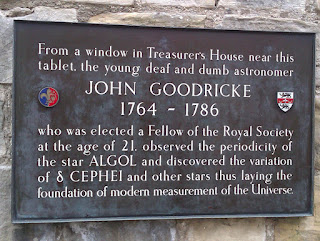 From a window in Treasurer's House near this
tablet, the young deaf and dumb astronomer
JOHN GOODRICKE
1764 - 1786
who was elected a Fellow of the Royal Society
at the age of 21, observed the periodicity of
the star ALGOL and discovered the variation
of δ CEPHEI and other stars thus laying the
foundation of modern measurement of the Universe.